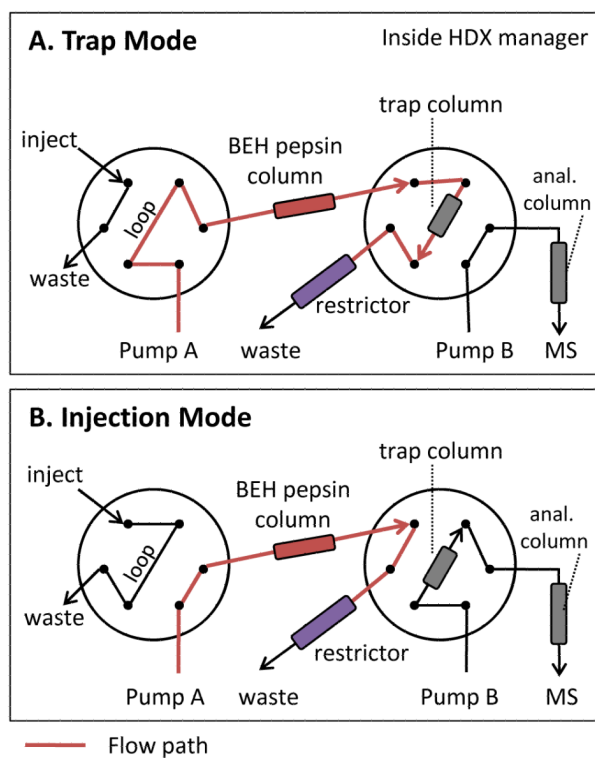 A. Trap Mode
Inside HDX manager
trap column
inject
BEH pepsin
column
anal.
column
loop
waste
restrictor
Pump A
waste
Pump B
MS
B. Injection Mode
trap column
inject
BEH pepsin
column
anal.
column
loop
waste
restrictor
Pump A
waste
Pump B
MS
Flow path